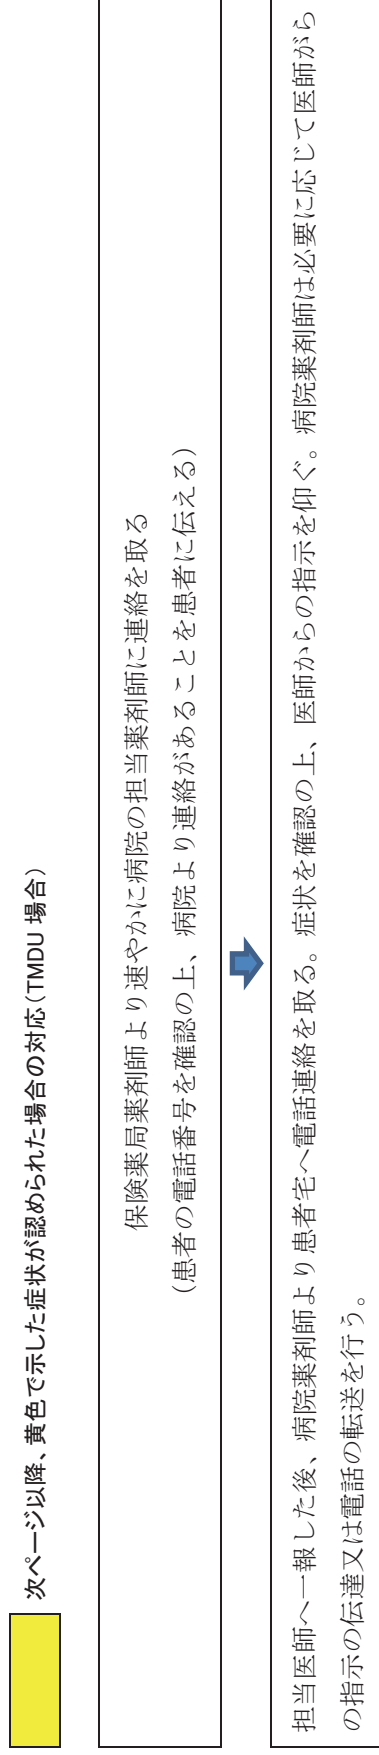 次ページ以降、黄色で示した症状が認められた場合の対応(TMDU 場合)
保険薬局薬剤師より速やかに病院の担当薬剤師に連絡を取る
(患者の電話番号を確認の上、病院より連絡があることを患者に伝える)
担当医師へ一報した後、病院薬剤師より患者宅へ電話連絡を取る。症状を確認の上、医師からの指示を仰ぐ。病院薬剤師は必要に応じて医師がら
の指示の伝達又は電話の転送を行う。